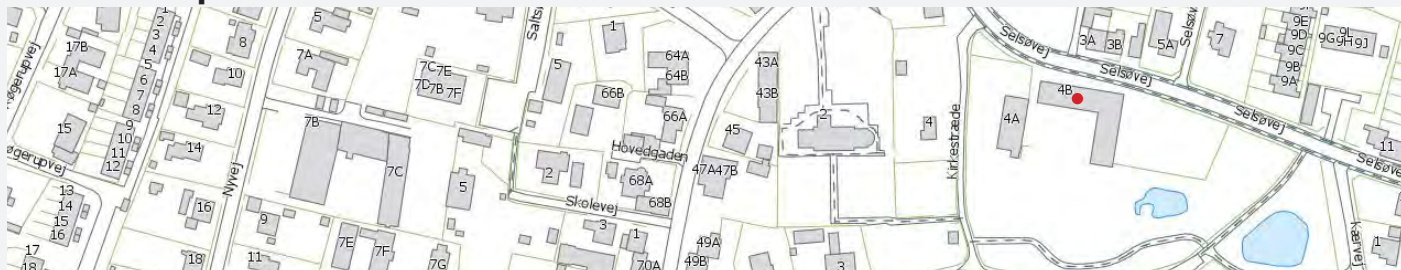 1
2
3
4
5
6
7
8
9
10
11
12
17B
17A
15
øgerupvej
13
14
15
16
17
18
5
8
7A
10
12
14
16
18
Nyvej
9
11
7B
7C
7E
7F
7G
7C
7E
7D
7B
7F
5
5
1
66B
64A
64B
66A
Hovedgaden
2
68A
68B
Skolevej
3
1
70A
43A
43B
45
47A
47B
49A
49B
2
3
4
Kirkestræde
4A
4B
Selsøvej
3A
3B
5A
7
Selsøvej
9E
9D
9C
9B
9A
9G
9H
9J
Selsøvej
11
Kærvej
1